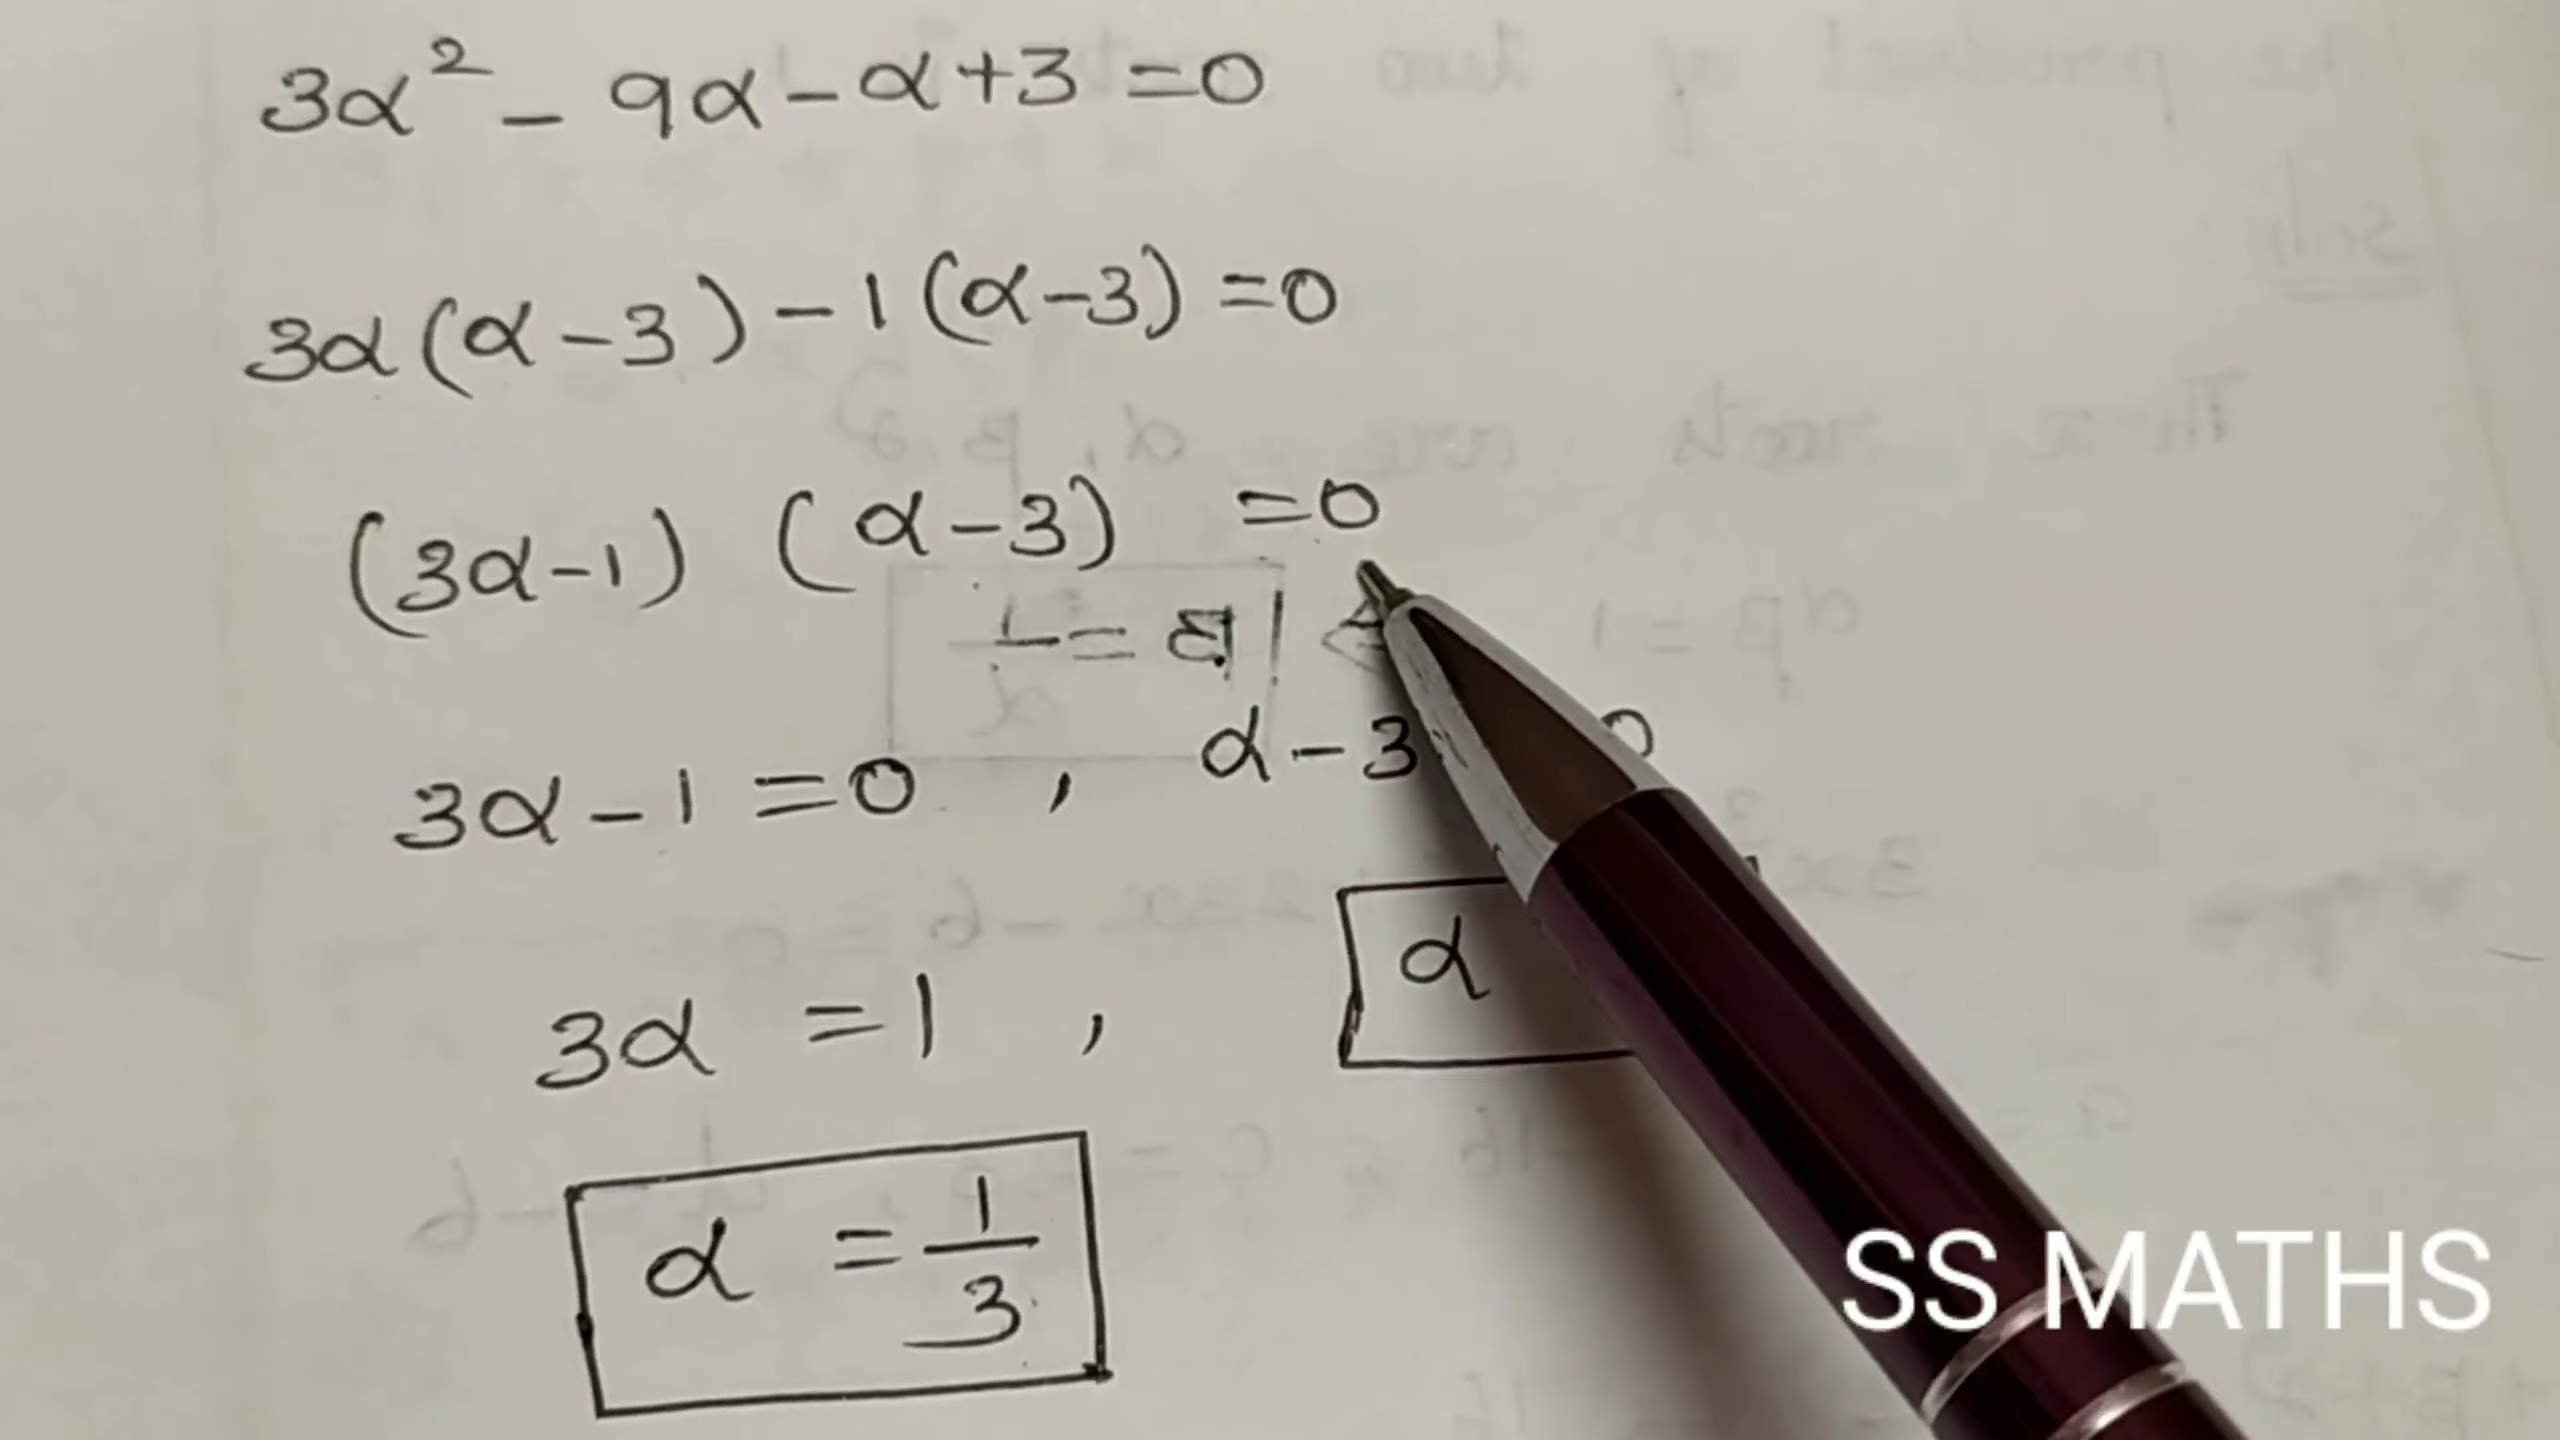 3α² - 9α - α + 3 = 0
3α (α - 3) - 1 (α - 3) = 0
(3α - 1) (α - 3) = 0
3α - 1 = 0 , α - 3 0
3α = 1 , α
α = 1/3
SS MATHS